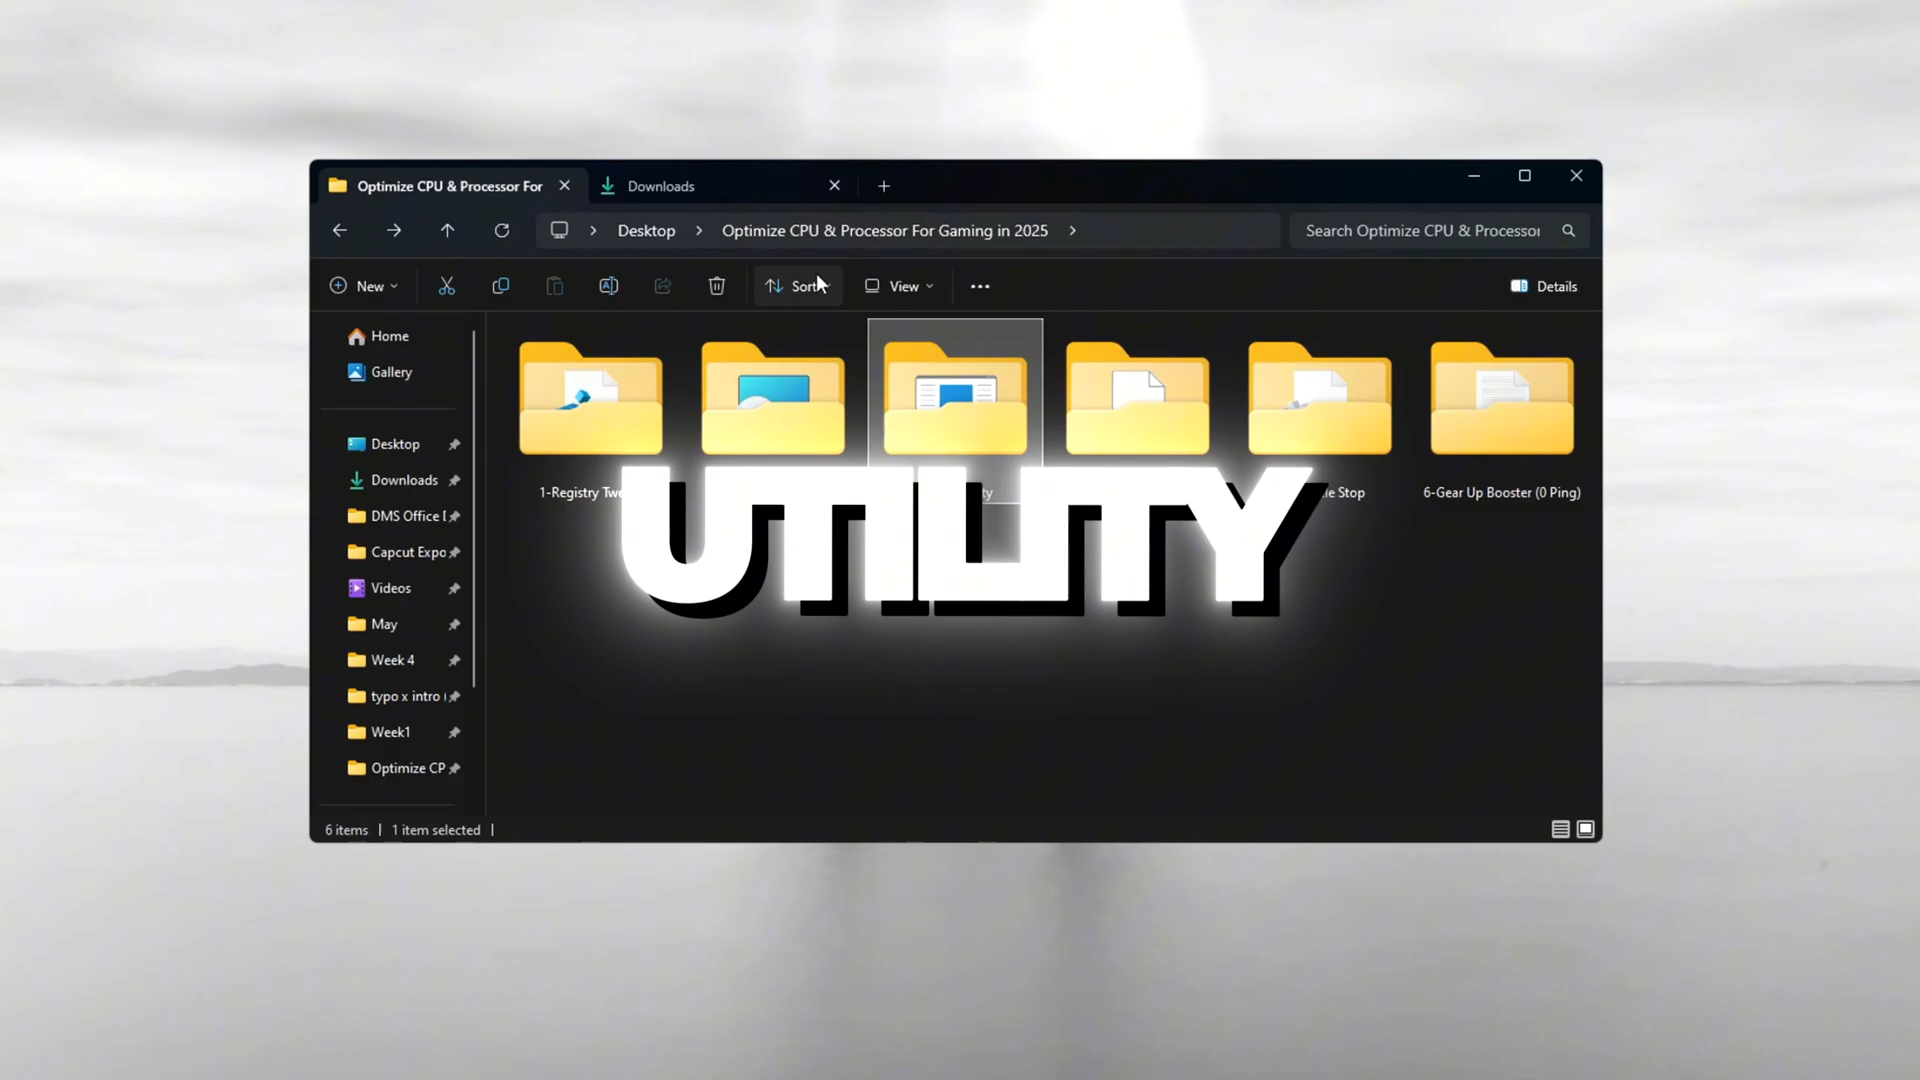 Optimize CPU & Processor For
Downloads
Desktop
Optimize CPU & Processor For Gaming in 2025
Search Optimize CPU & Processor
New
Sort
View
Details
Home
Gallery
Desktop
Downloads
DMS Office
Capcut Expo
Videos
May
Week 4
typo x intro
Week1
Optimize CP
1-Registry
6-Gear Up Booster (0 Ping)
Stop
UTILITY
6 items
1 item selected